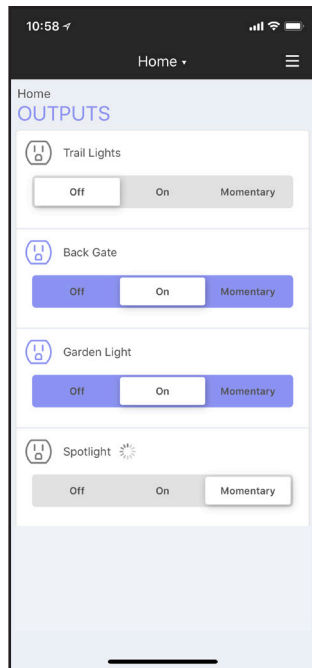 10:58
Home
Home
OUTPUTS
Trail Lights
Off On Momentary
Back Gate
Off On Momentary
Garden Light
Off On Momentary
Spotlight
Off On Momentary